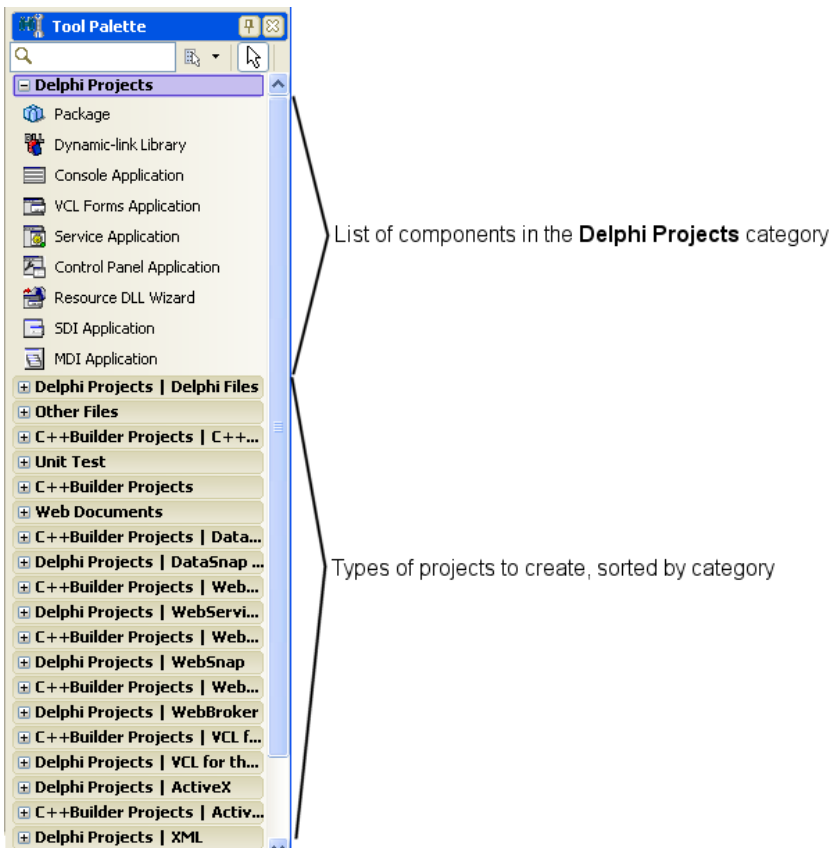 Tool Palette
Delphi Projects
Package
Dynamic-link Library
Console Application
VCL Forms Application
Service Application
Control Panel Application
Resource DLL Wizard
SDI Application
MDI Application
List of components in the Delphi Projects category
Delphi Projects | Delphi Files
Other Files
C++Builder Projects | C++...
Unit Test
C++Builder Projects
Web Documents
C++Builder Projects | Data...
Delphi Projects | DataSnap ...
C++Builder Projects | Web...
Delphi Projects | WebServi...
C++Builder Projects | Web...
Delphi Projects | WebSnap
C++Builder Projects | Web...
Delphi Projects | WebBroker
C++Builder Projects | VCL f...
Delphi Projects | VCL for th...
Delphi Projects | ActiveX
C++Builder Projects | Activ...
Delphi Projects | XML
Types of projects to create, sorted by category